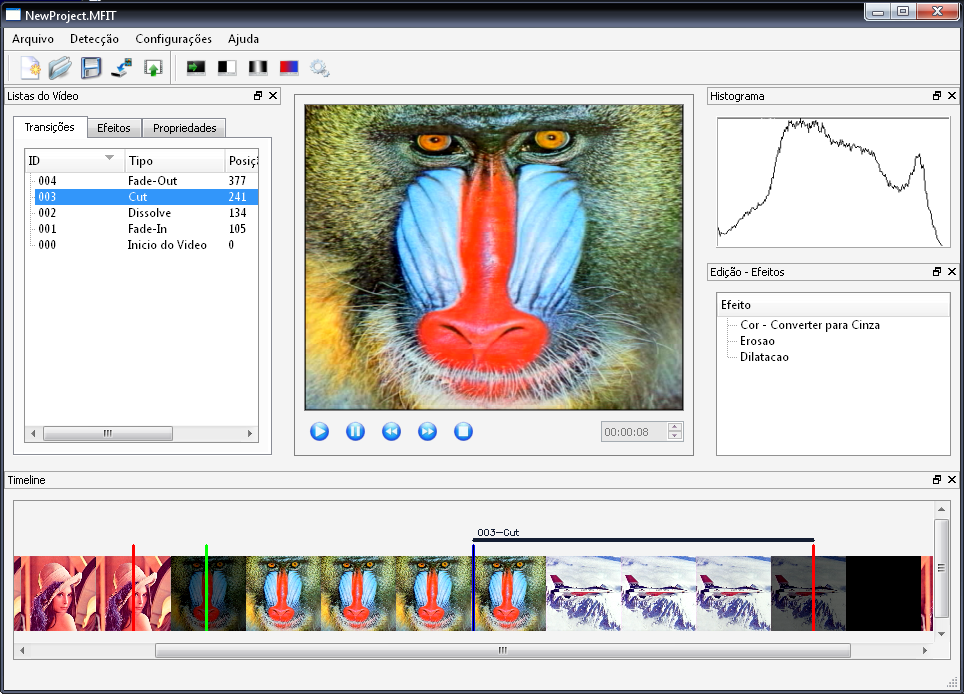 NewProject.MFIT
Arquivo Detecção Configurações Ajuda
Listas do Vídeo
Transições Efeitos Propriedades
ID Tipo Posiç
004 Fade-Out 377
003 Cut 241
002 Dissolve 134
001 Fade-In 105
000 Inicio do Video 0
00:00:08
Histograma
Edição - Efeitos
Efeito
Cor - Converter para Cinza
Erosao
Dilatacao
Timeline
003-Cut